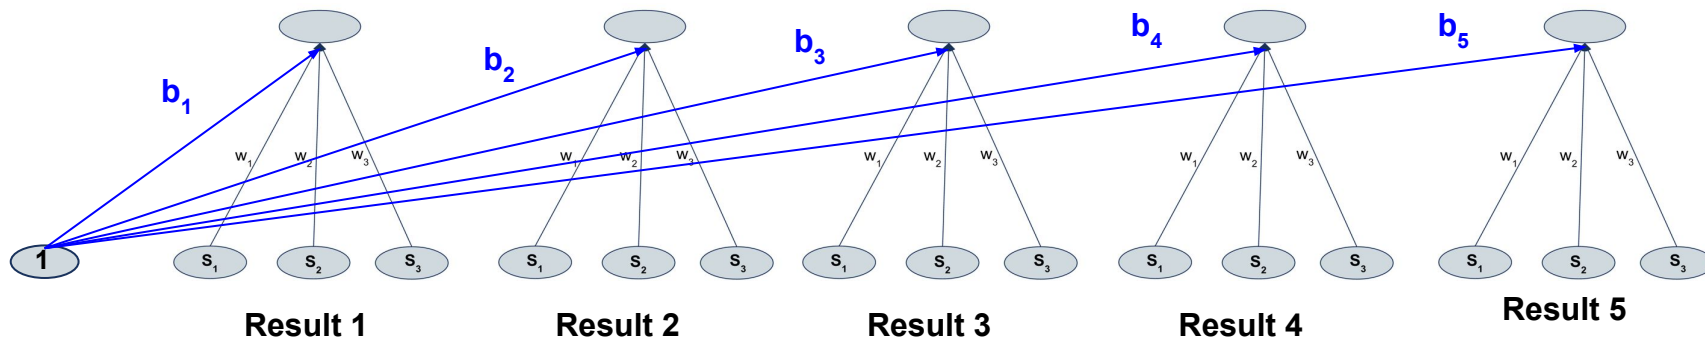 b₁ b₂ b₃ b₄ b₅
w₁ w₂ w₃ w₁ w₂ w₃ w₁ w₂ w₃ w₁ w₂ w₃ w₁ w₂ w₃
1 S₁ S₂ S₃ S₁ S₂ S₃ S₁ S₂ S₃ S₁ S₂ S₃ S₁ S₂ S₃
Result 1 Result 2 Result 3 Result 4 Result 5